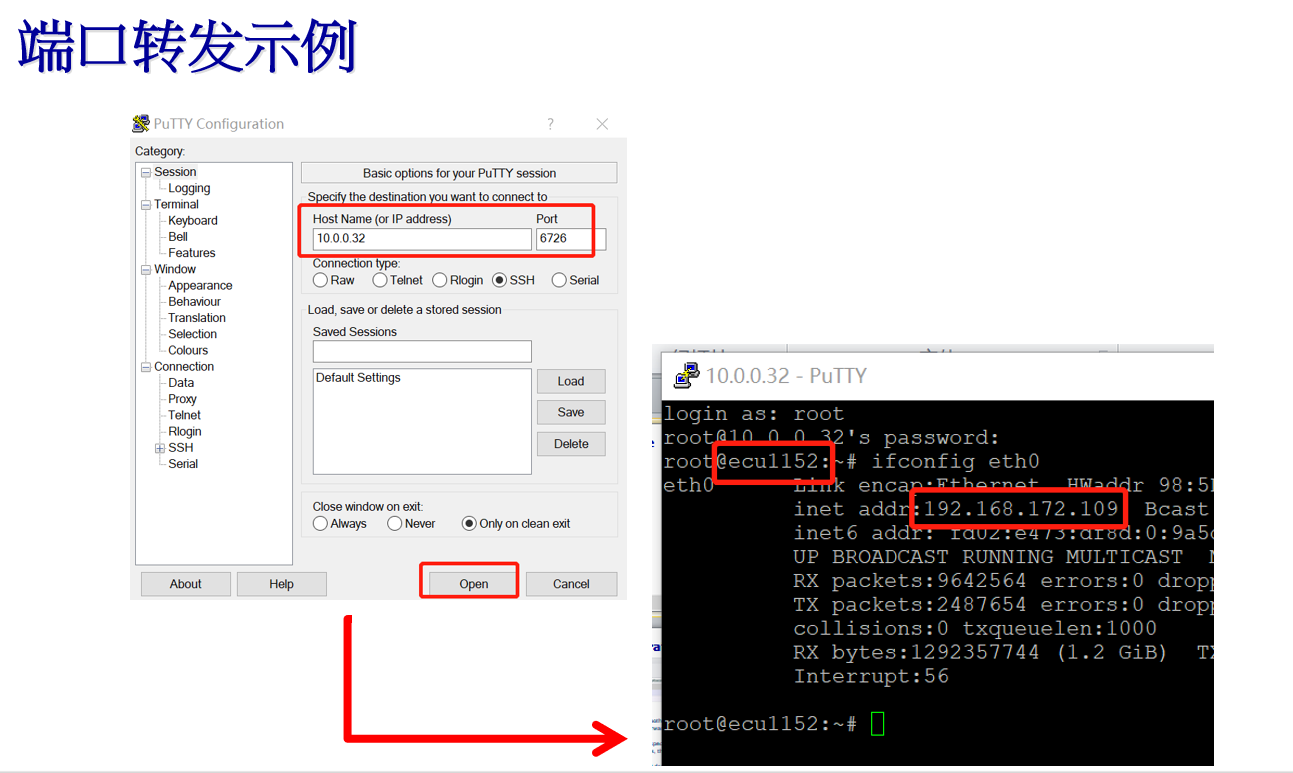 端口转发示例
PuTTY Configuration
?
Category:
Session
Logging
Terminal
Keyboard
Bell
Features
Window
Appearance
Behaviour
Translation
Selection
Colours
Connection
Data
Proxy
Telnet
Rlogin
SSH
Serial
Basic options for your PuTTY session
Specify the destination you want to connect to
Host Name (or IP address) Port
10.0.0.32 6726
Connection type:
Raw Telnet Rlogin SSH Serial
Load, save or delete a stored session
Saved Sessions
Default Settings
Load
Save
Delete
Close window on exit:
Always Never Only on clean exit
About Help Open Cancel
10.0.0.32 - PuTTY
login as: root
root@10.0.0.32's password:
root@ecu1152:~# ifconfig eth0
eth0 Link encap:Ethernet HWaddr 98:5
inet addr:192.168.172.109 Bcast
inet6 addr: fd02:e473:df8d:0:9a5
UP BROADCAST RUNNING MULTICAST
RX packets:9642564 errors:0 dropp
TX packets:2487654 errors:0 dropp
collisions:0 txqueuelen:1000
RX bytes:1292357744 (1.2 GiB) TX
Interrupt:56
root@ecu1152:~#